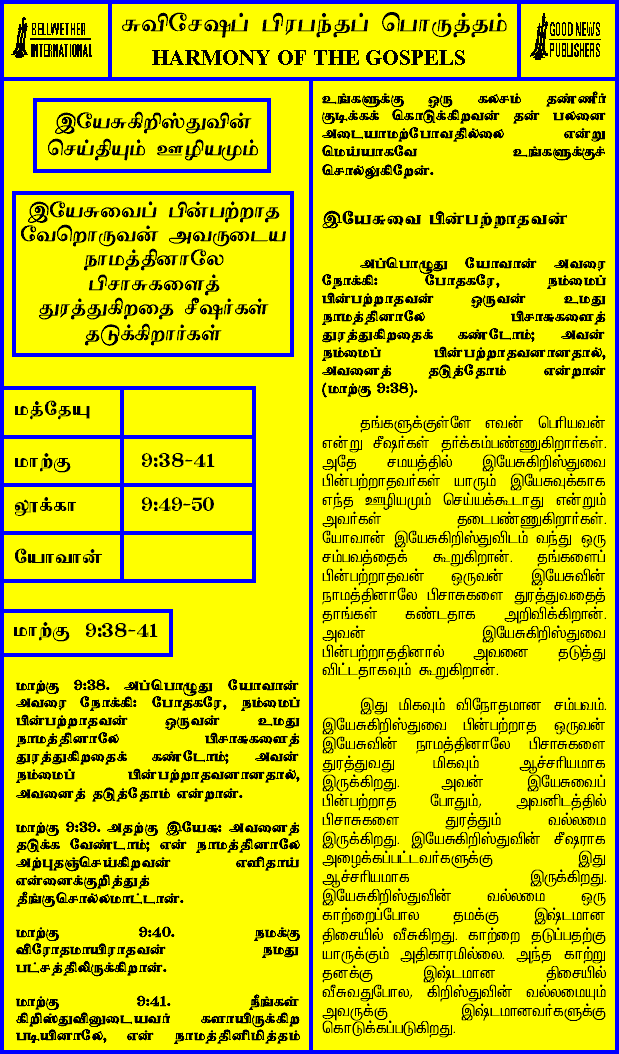 BELLWETHER
INTERNATIONAL
சுவிசேஷப் பிரபந்தப் பொருத்தம்
HARMONY OF THE GOSPELS
GOOD NEWS
PUBLISHERS
இயேசுகிறிஸ்துவின்
செய்தியும் ஊழியமும்
இயேசுவைப் பின்பற்றாத
வேறொருவன் அவருடைய
நாமத்தினாலே
பிசாசுகளைத்
துரத்துகிறதை சீஷர்கள்
தடுக்கிறார்கள்
மத்தேயு
மாற்கு 9:38-41
லூக்கா 9:49-50
யோவான்
மாற்கு 9:38-41
மாற்கு 9:38. அப்பொழுது யோவான்
அவரை நோக்கி: போதகரே, நம்மைப்
பின்பற்றாதவன் ஒருவன் உமது
நாமத்தினாலே பிசாசுகளைத்
துரத்துகிறதைக் கண்டோம்; அவன்
நம்மைப் பின்பற்றாதவனானதால்,
அவனைத் தடுத்தோம் என்றான்.
மாற்கு 9:39. அதற்கு இயேசு: அவனைத்
தடுக்க வேண்டாம்; என் நாமத்தினாலே
அற்புதஞ்செய்கிறவன் எளிதாய்
என்னைக்குறித்துத்
தீங்குசொல்லமாட்டான்.
மாற்கு 9:40. நமக்கு
விரோதமாயிராதவன் நமது
பட்சத்திலிருக்கிறான்.
மாற்கு 9:41. நீங்கள்
கிறிஸ்துவினுடையவர் களாயிருக்கிற
படியினாலே, என் நாமத்தினிமித்தம்
உங்களுக்கு ஒரு கலசம் தண்ணீர்
குடிக்கக் கொடுக்கிறவன் தன் பலனை
அடையாமற்போவதில்லை என்று
மெய்யாகவே உங்களுக்குச்
சொல்லுகிறேன்.
இயேசுவை பின்பற்றாதவன்
அப்பொழுது யோவான் அவரை
நோக்கி: போதகரே, நம்மைப்
பின்பற்றாதவன் ஒருவன் உமது
நாமத்தினாலே பிசாசுகளைத்
துரத்துகிறதைக் கண்டோம்; அவன்
நம்மைப் பின்பற்றாதவனானதால்,
அவனைத் தடுத்தோம் என்றான்
(மாற்கு 9:38).
தங்களுக்குள்ளே எவன் பெரியவன்
என்று சீஷர்கள் தர்க்கம்பண்ணுகிறார்கள்.
அதே சமயத்தில் இயேசுகிறிஸ்துவை
பின்பற்றாதவர்கள் யாரும் இயேசுவுக்காக
எந்த ஊழியமும் செய்யக்கூடாது என்றும்
அவர்கள் தடைபண்ணுகிறார்கள்.
யோவான் இயேசுகிறிஸ்துவிடம் வந்து ஒரு
சம்பவத்தைக் கூறுகிறான். தங்களைப்
பின்பற்றாதவன் ஒருவன் இயேசுவின்
நாமத்தினாலே பிசாசுகளை துரத்துவதைத்
தாங்கள் கண்டதாக அறிவிக்கிறான்.
அவன் இயேசுகிறிஸ்துவை
பின்பற்றாததினால் அவனை தடுத்து
விட்டதாகவும் கூறுகிறான்.
இது மிகவும் விநோதமான சம்பவம்.
இயேசுகிறிஸ்துவை பின்பற்றாத ஒருவன்
இயேசுவின் நாமத்தினாலே பிசாசுகளை
துரத்துவது மிகவும் ஆச்சரியமாக
இருக்கிறது. அவன் இயேசுவைப்
பின்பற்றாத போதும், அவனிடத்தில்
பிசாசுகளை துரத்தும் வல்லமை
இருக்கிறது. இயேசுகிறிஸ்துவின் சீஷராக
அழைக்கப்பட்டவர்களுக்கு இது
ஆச்சரியமாக இருக்கிறது.
இயேசுகிறிஸ்துவின் வல்லமை ஒரு
காற்றைப்போல தமக்கு இஷ்டமான
திசையில் வீசுகிறது. காற்றை தடுப்பதற்கு
யாருக்கும் அதிகாரமில்லை. அந்த காற்று
தனக்கு இஷ்டமான திசையில்
வீசுவதுபோல, கிறிஸ்துவின் வல்லமையும்
அவருக்கு இஷ்டமானவர்களுக்கு
கொடுக்கப்படுகிறது.